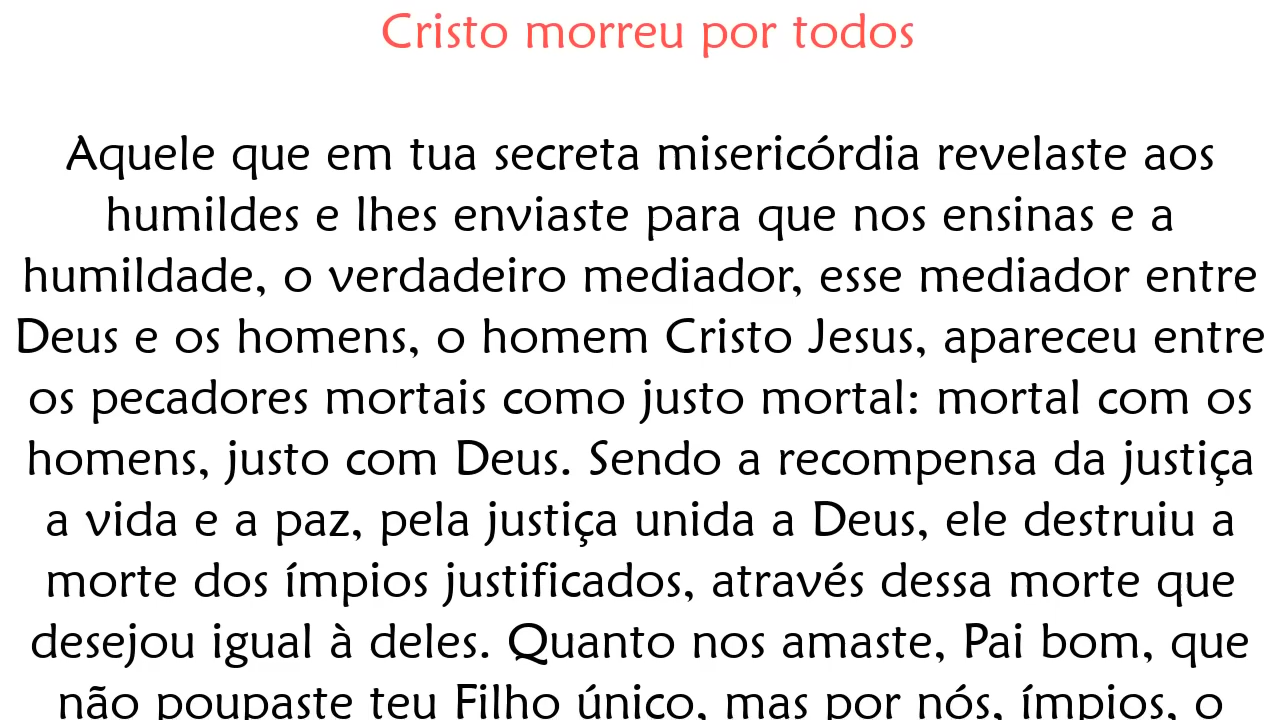 Cristo morreu por todos
Aquele que em tua secreta misericórdia revelaste aos
humildes e lhes enviaste para que nos ensinas e a
humildade, o verdadeiro mediador, esse mediador entre
Deus e os homens, o homem Cristo Jesus, apareceu entre
os pecadores mortais como justo mortal: mortal com os
homens, justo com Deus. Sendo a recompensa da justiça
a vida e a paz, pela justiça unida a Deus, ele destruiu a
morte dos ímpios justificados, através dessa morte que
desejou igual à deles. Quanto nos amaste, Pai bom, que
não poupaste teu Filho único, mas por nós, ímpios, o